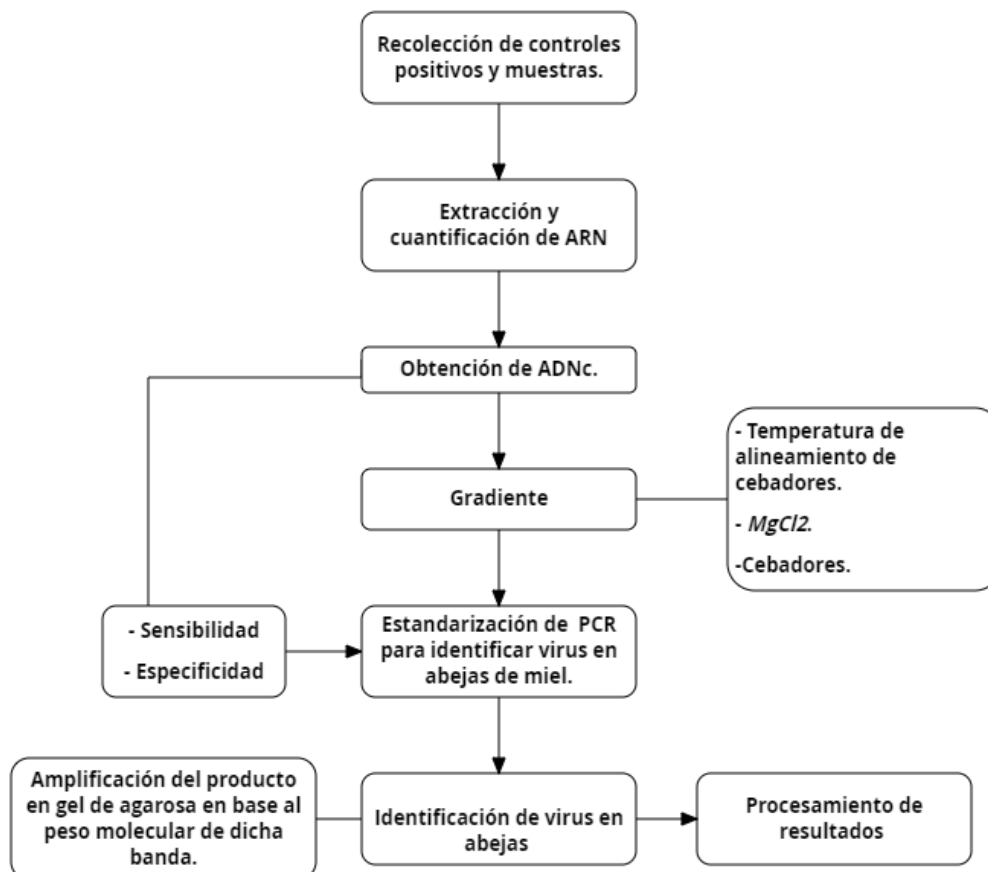 Recolección de controles
positivos y muestras.
Extracción y
cuantificación de ARN
Obtención de ADNc.
Gradiente
- Temperatura de
alineamiento de
cebadores.
- MgCl2.
-Cebadores.
- Sensibilidad
- Especificidad
Estandarización de PCR
para identificar virus en
abejas de miel.
Amplificación del producto
en gel de agarosa en base al
peso molecular de dicha
banda.
Identificación de virus en
abejas
Procesamiento de
resultados